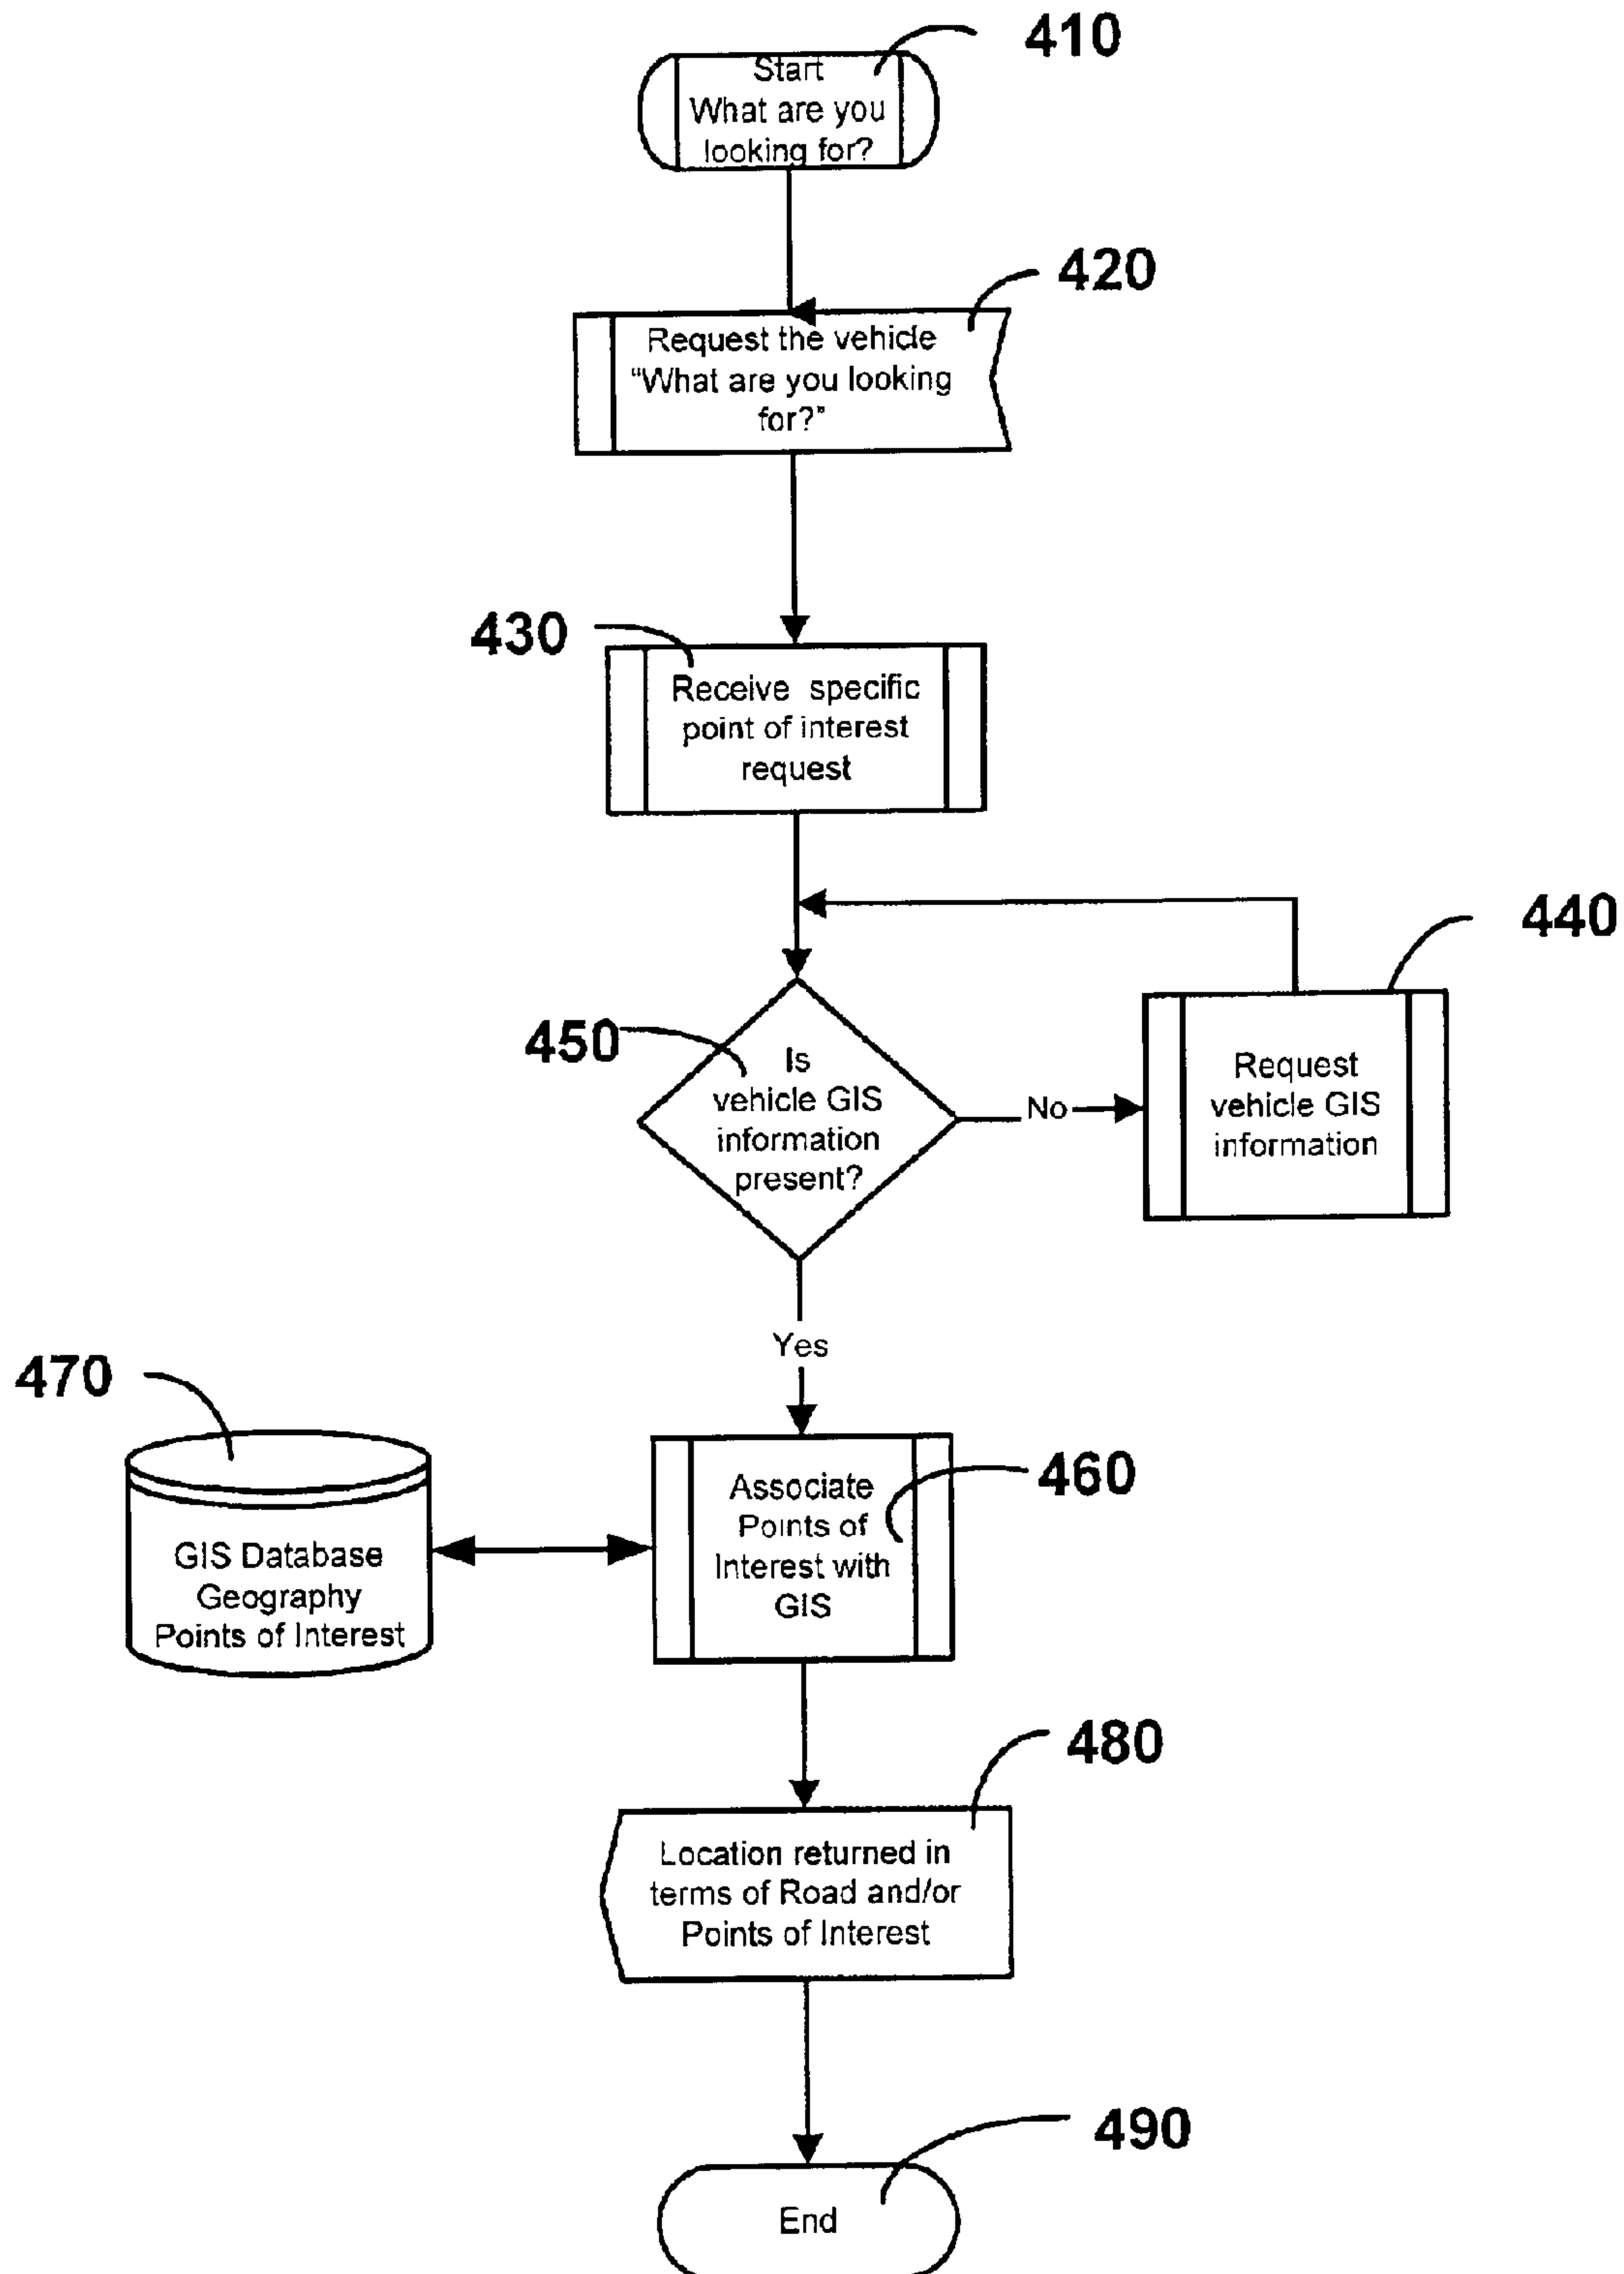 410
Start
What are you
looking for?
420
Request the vehicle
"What are you looking
for?"
430
Receive specific
point of interest
request
440
450
Is
vehicle GIS
information
present?
No
Request
vehicle GIS
information
Yes
470
GIS Database
Geography
Points of Interest
460
Associate
Points of
Interest with
GIS
480
Location returned in
terms of Road and/or
Points of Interest
490
End